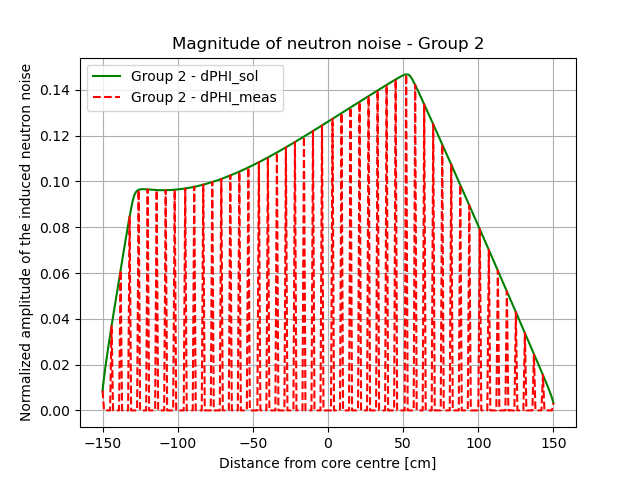 Magnitude of neutron noise - Group 2
Group 2 - dPHI_sol
Group 2 - dPHI_meas
Normalized amplitude of the induced neutron noise
0.14
0.12
0.10
0.08
0.06
0.04
0.02
0.00
−150 −100 −50 0 50 100 150
Distance from core centre [cm]